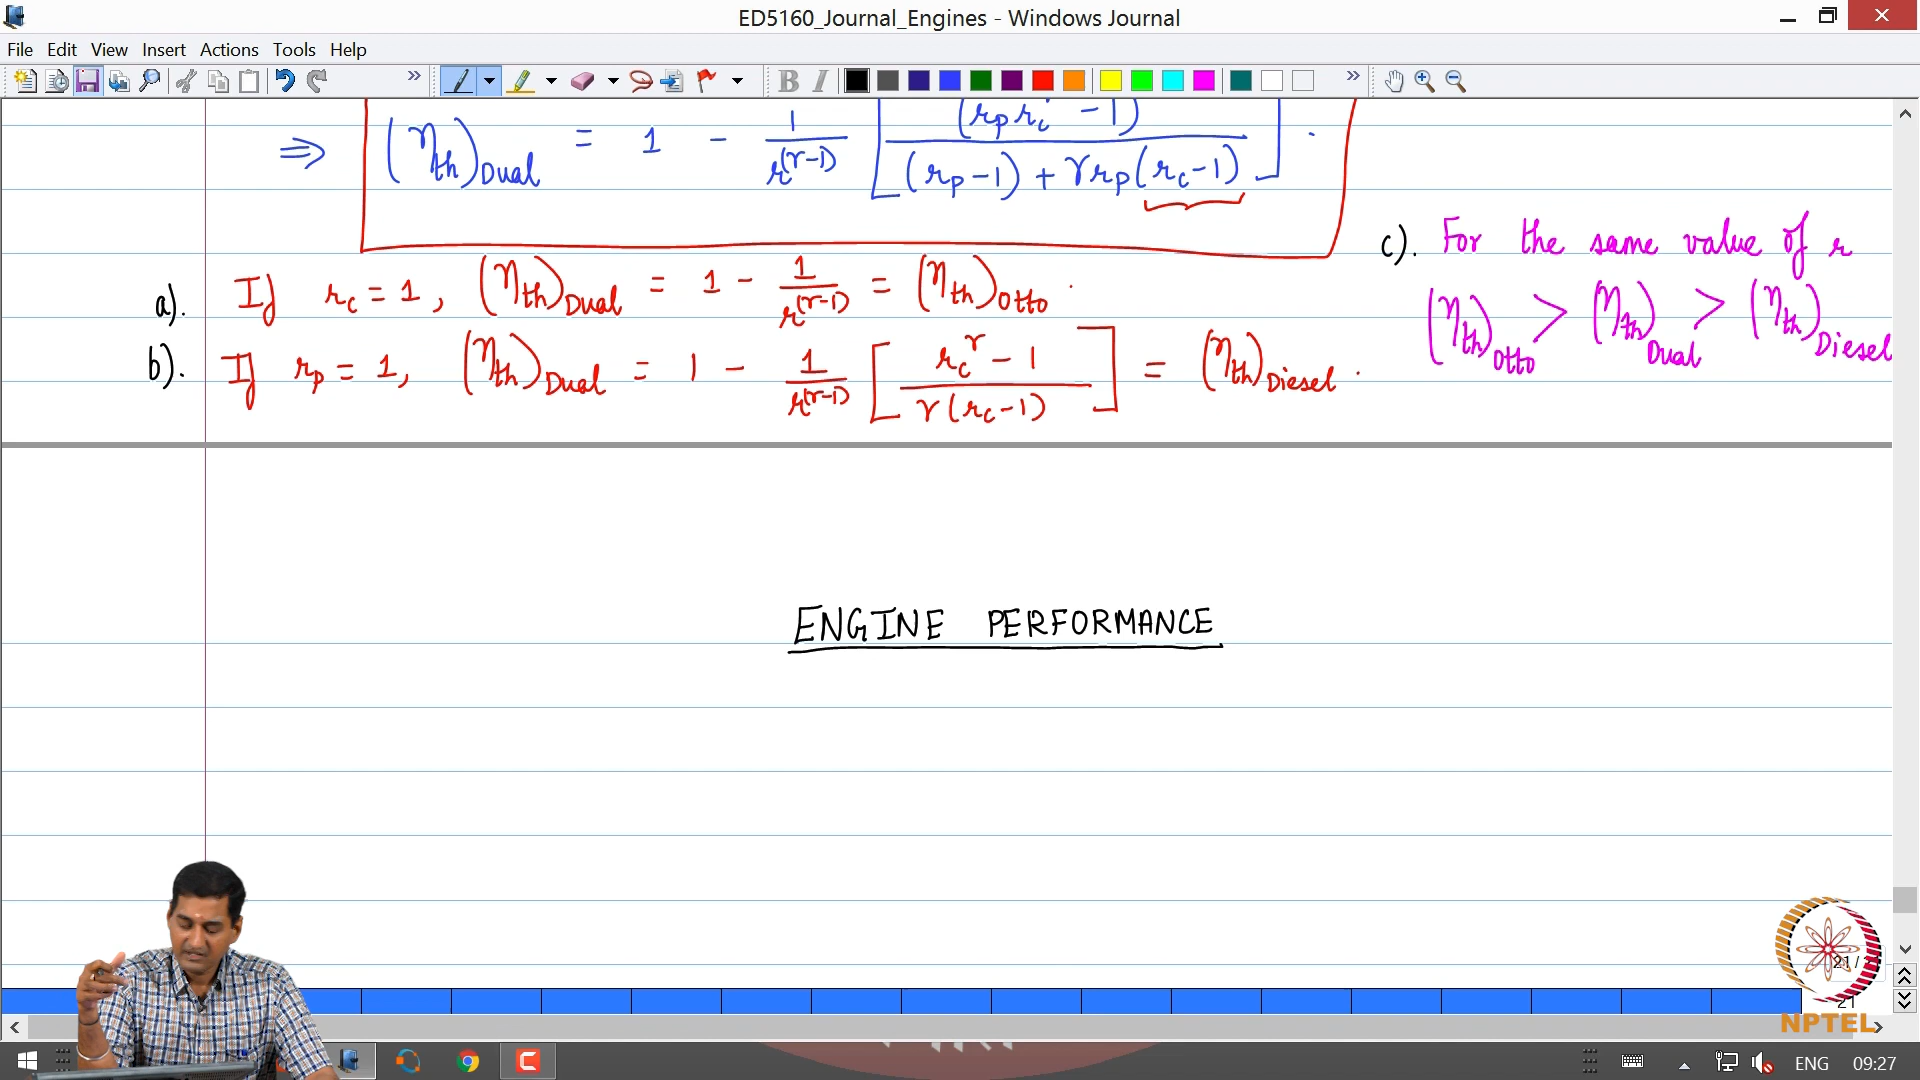 ED5160_Journal_Engines - Windows Journal
File Edit View Insert Actions Tools Help
B I
⇒ (η_th)_Dual = 1 - 1/r^(γ-1) [(r_p r_c^γ - 1) / ((r_p - 1) + γ r_p (r_c - 1))].
a). If r_c = 1, (η_th)_Dual = 1 - 1/r^(γ-1) = (η_th)_Otto.
b). If r_p = 1, (η_th)_Dual = 1 - 1/r^(γ-1) [(r_c^γ - 1) / (γ(r_c - 1))] = (η_th)_Diesel.
c). For the same value of r
(η_th)_Otto > (η_th)_Dual > (η_th)_Diesel
ENGINE PERFORMANCE
21
NPTEL
ENG 09:27